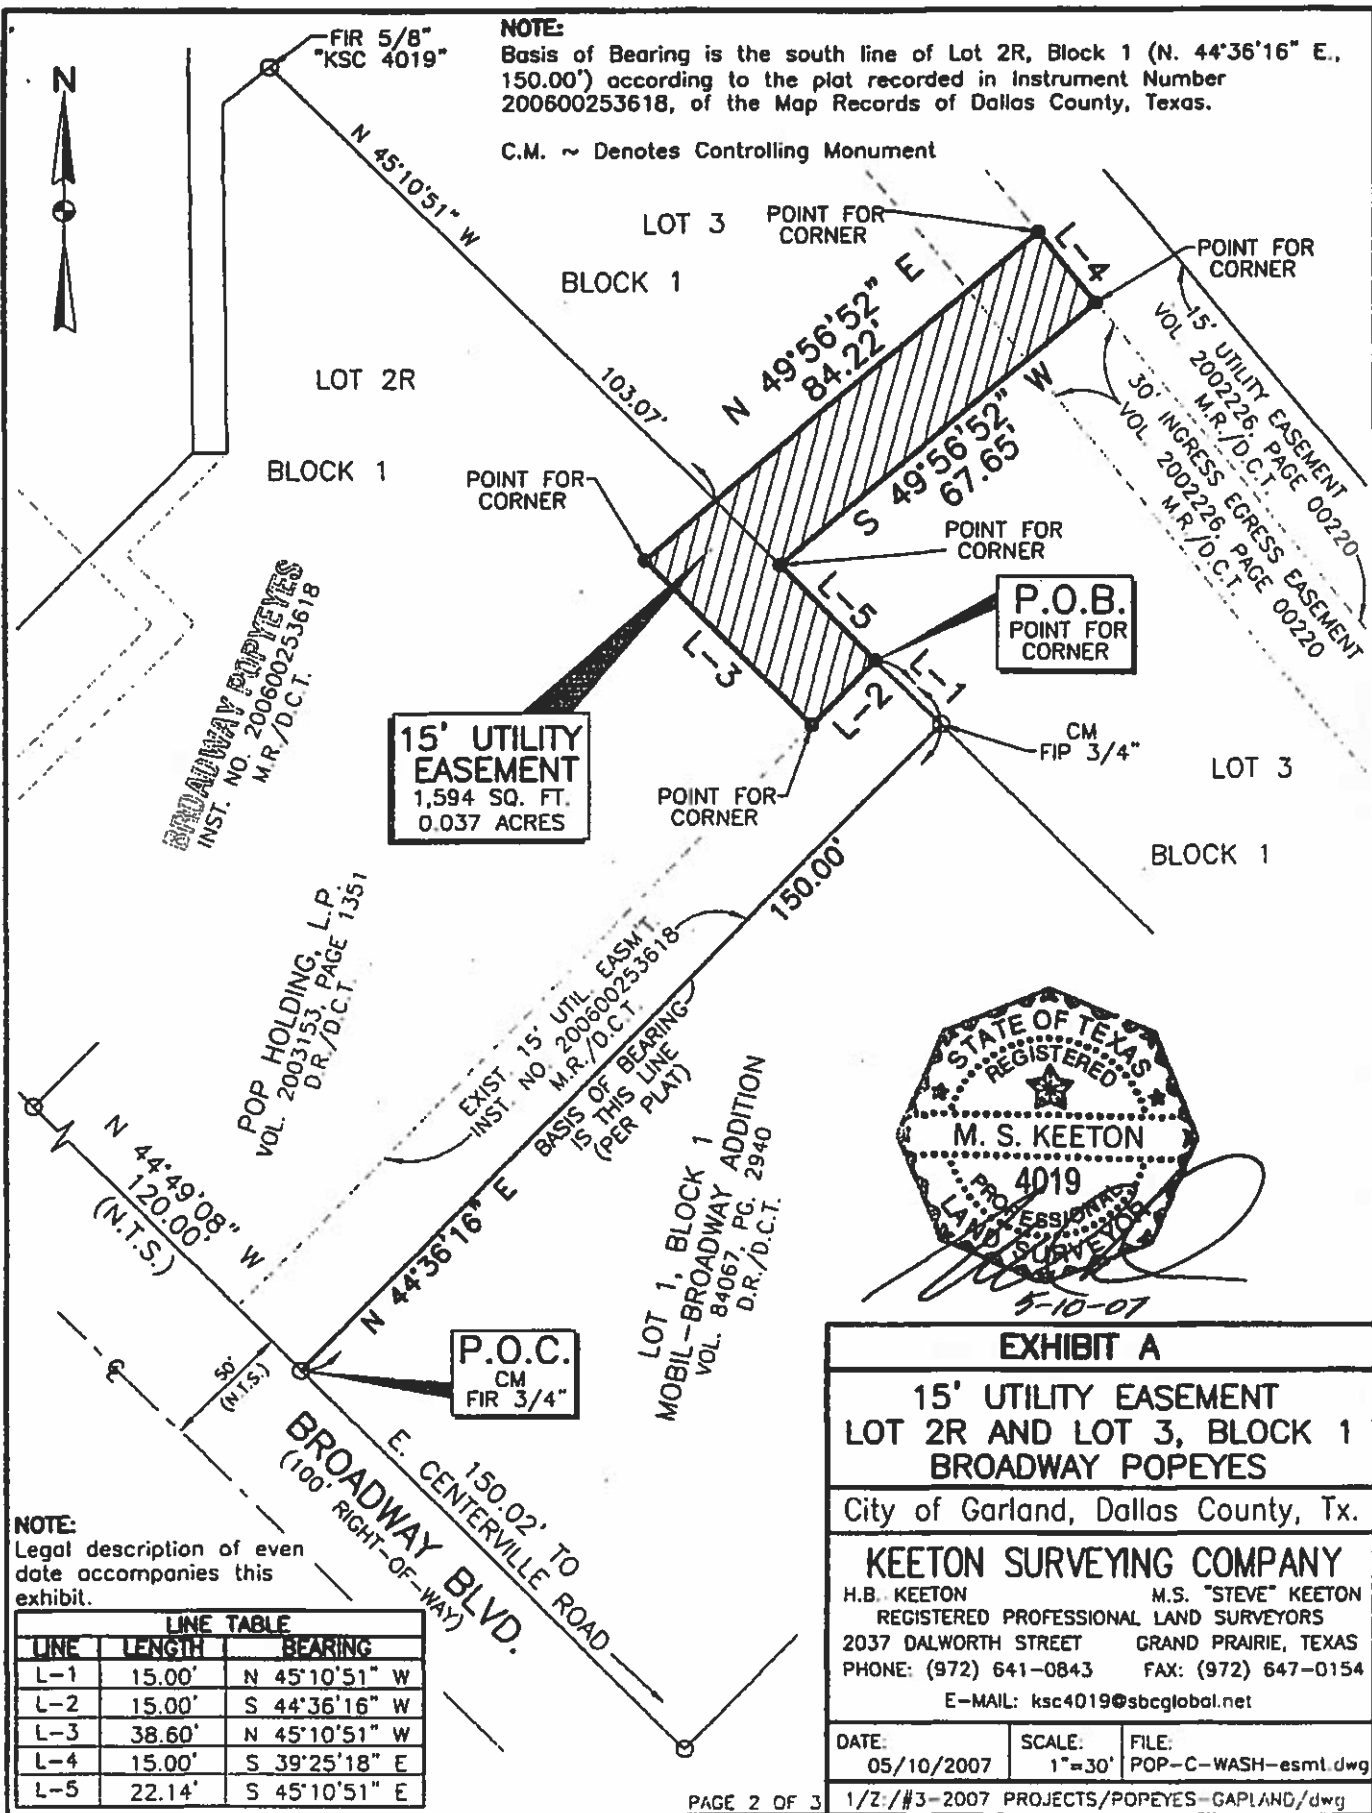 FIR 5/8"
"KSC 4019"
NOTE:
Basis of Bearing is the south line of Lot 2R, Block 1 (N. 44°36'16" E.,
150.00') according to the plat recorded in Instrument Number
200600253618, of the Map Records of Dallas County, Texas.
C.M. ~ Denotes Controlling Monument
N
N 45°10'51" W
103.07'
LOT 3
BLOCK 1
POINT FOR
CORNER
L-4
POINT FOR
CORNER
N 49°56'52" E
84.22'
S 49°56'52" W
67.65'
15' UTILITY EASEMENT
VOL. 2002226, PAGE 00220
M.R./D.C.T.
30' INGRESS EGRESS EASEMENT
VOL. 2002226, PAGE 00220
M.R./D.C.T.
LOT 2R
BLOCK 1
POINT FOR
CORNER
POINT FOR
CORNER
L-5
P.O.B.
POINT FOR
CORNER
L-3
L-2
L-1
CM
FIP 3/4"
BROADWAY POPYEYES
INST. NO. 200600253618
M.R./D.C.T.
15' UTILITY
EASEMENT
1,594 SQ. FT.
0.037 ACRES
POINT FOR
CORNER
LOT 3
BLOCK 1
150.00'
POP HOLDING, L.P.
VOL. 2003153, PAGE 1351
D.R./D.C.T.
EXIST. 15' UTIL. EASM'T.
INST. NO. 200600253618
M.R./D.C.T.
BASIS OF BEARING
IS THIS LINE
(PER PLAT)
N 44°36'16" E
LOT 1, BLOCK 1
MOBIL-BROADWAY ADDITION
VOL. 84067, PG. 2940
D.R./D.C.T.
N 44°49'08" W
120.00'
(N.T.S.)
STATE OF TEXAS
REGISTERED
M. S. KEETON
4019
PROFESSIONAL
LAND SURVEYOR
5-10-07
50'
(N.T.S.)
P.O.C.
CM
FIR 3/4"
BROADWAY BLVD.
(100' RIGHT-OF-WAY)
150.02' TO
E. CENTERVILLE ROAD
NOTE:
Legal description of even
date accompanies this
exhibit.
LINE TABLE
LINE LENGTH BEARING
L-1 15.00' N 45°10'51" W
L-2 15.00' S 44°36'16" W
L-3 38.60' N 45°10'51" W
L-4 15.00' S 39°25'18" E
L-5 22.14' S 45°10'51" E
PAGE 2 OF 3
EXHIBIT A
15' UTILITY EASEMENT
LOT 2R AND LOT 3, BLOCK 1
BROADWAY POPEYES
City of Garland, Dallas County, Tx.
KEETON SURVEYING COMPANY
H.B. KEETON M.S. "STEVE" KEETON
REGISTERED PROFESSIONAL LAND SURVEYORS
2037 DALWORTH STREET GRAND PRAIRIE, TEXAS
PHONE: (972) 641-0843 FAX: (972) 647-0154
E-MAIL: ksc4019@sbcglobal.net
DATE: SCALE: FILE:
05/10/2007 1"=30' POP-C-WASH-esmt.dwg
1/Z:/#3-2007 PROJECTS/POPEYES-GAPLAND/dwg